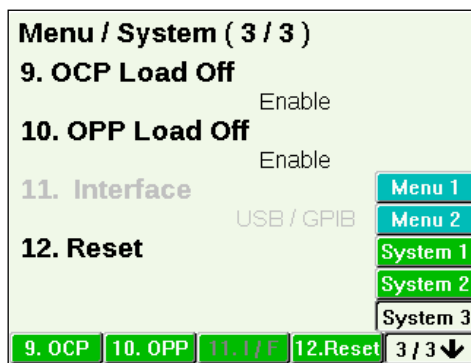 Menu / System ( 3 / 3 )
9. OCP Load Off
Enable
10. OPP Load Off
Enable
11. Interface
USB / GPIB
12. Reset
Menu 1
Menu 2
System 1
System 2
System 3
9. OCP 10. OPP 11. I / F 12.Reset 3 / 3 ↓